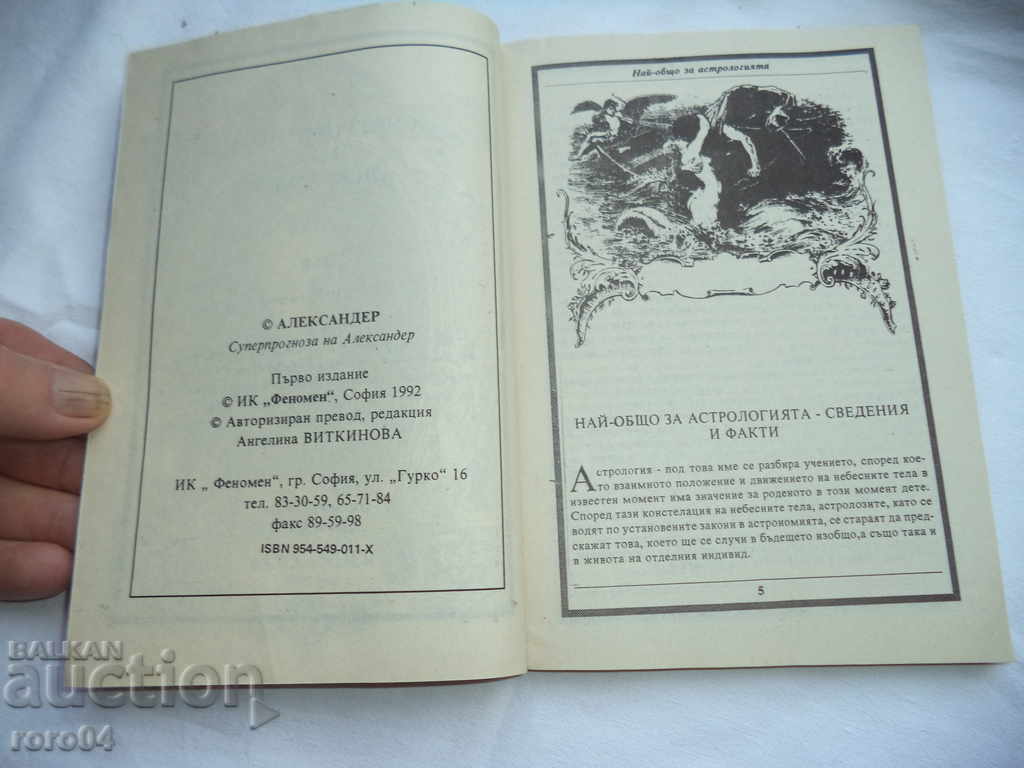 © АЛЕКСАНДЕР
Суперпрогноза на Александер
Първо издание
© ИК „Феномен“, София 1992
© Авторизиран превод, редакция
Ангелина ВИТКИНОВА
ИК „ Феномен“, гр. София, ул. „Гурко“ 16
тел. 83-30-59, 65-71-84
факс 89-59-98
ISBN 954-549-011-X
Най-общо за астрологията
НАЙ-ОБЩО ЗА АСТРОЛОГИЯТА - СВЕДЕНИЯ
И ФАКТИ
Астрология - под това име се разбира учението, според кое-
то взаимното положение и движението на небесните тела в
известен момент има значение за роденото в този момент дете.
Според тази констелация на небесните тела, астролозите, като се
водят по установените закони в астрономията, се стараят да пред-
скажат това, което ще се случи в бъдещето изобщо,а също така и
в живота на отделния индивид.
5
BALKAN
auction
roro04